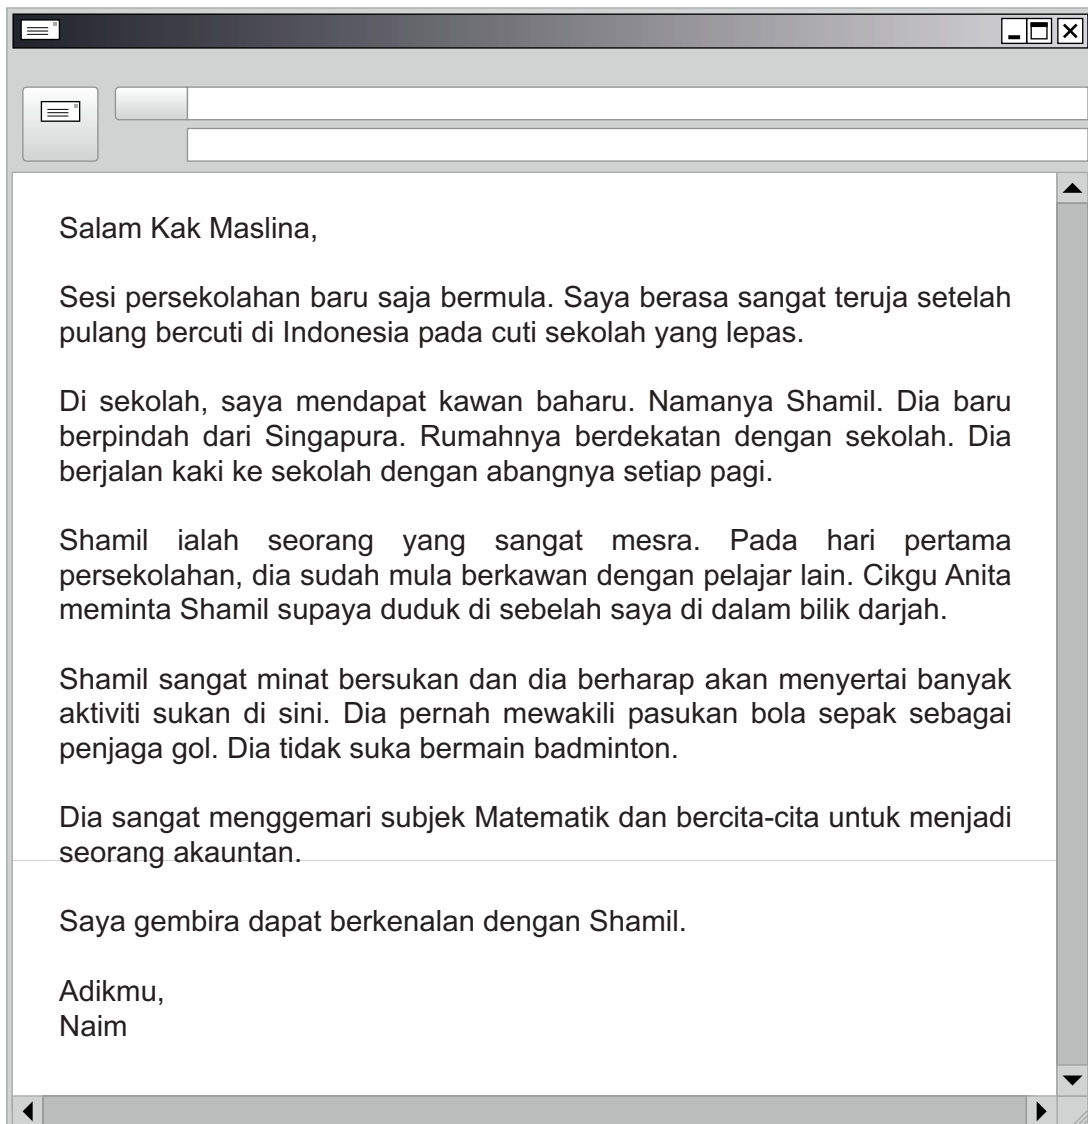 Salam Kak Maslina,
Sesi persekolahan baru saja bermula. Saya berasa sangat teruja setelah
pulang bercuti di Indonesia pada cuti sekolah yang lepas.
Di sekolah, saya mendapat kawan baharu. Namanya Shamil. Dia baru
berpindah dari Singapura. Rumahnya berdekatan dengan sekolah. Dia
berjalan kaki ke sekolah dengan abangnya setiap pagi.
Shamil ialah seorang yang sangat mesra. Pada hari pertama
persekolahan, dia sudah mula berkawan dengan pelajar lain. Cikgu Anita
meminta Shamil supaya duduk di sebelah saya di dalam bilik darjah.
Shamil sangat minat bersukan dan dia berharap akan menyertai banyak
aktiviti sukan di sini. Dia pernah mewakili pasukan bola sepak sebagai
penjaga gol. Dia tidak suka bermain badminton.
Dia sangat menggemari subjek Matematik dan bercita-cita untuk menjadi
seorang akauntan.
Saya gembira dapat berkenalan dengan Shamil.
Adikmu,
Naim